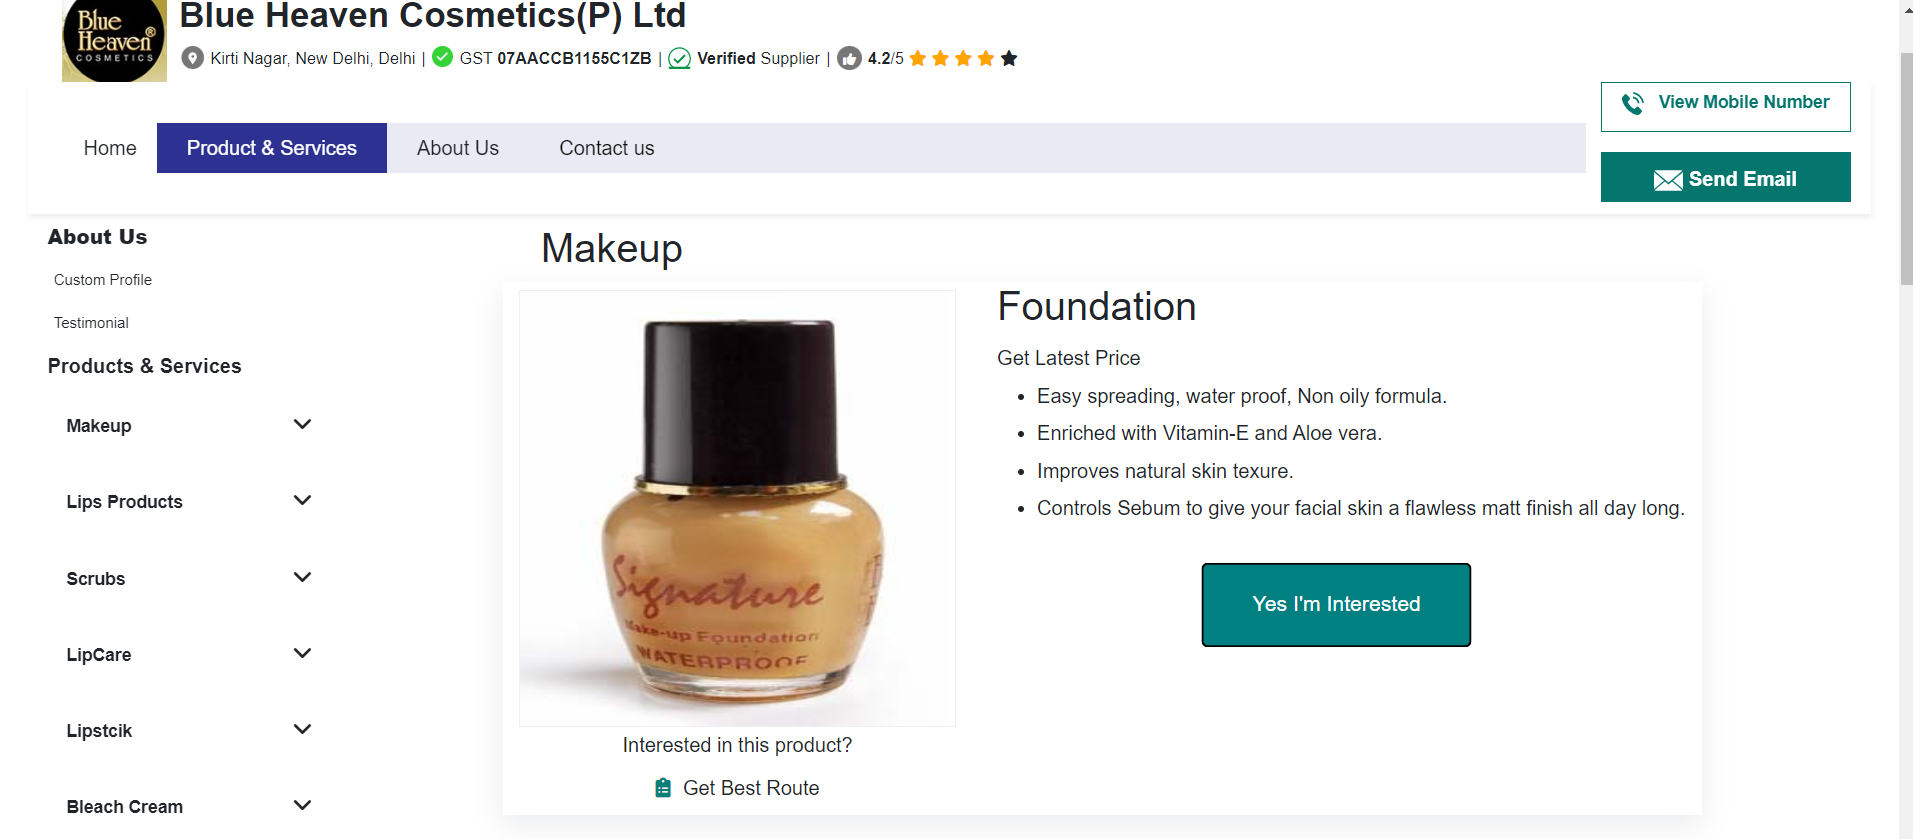 Blue
Heaven®
COSMETICS
Blue Heaven Cosmetics(P) Ltd
Kirti Nagar, New Delhi, Delhi | GST 07AACCB1155C1ZB | Verified Supplier | 4.2/5
View Mobile Number
Home Product & Services About Us Contact us
Send Email
About Us
Custom Profile
Testimonial
Products & Services
Makeup
Lips Products
Scrubs
LipCare
Lipstcik
Bleach Cream
Makeup
Signature
Make-up Foundation
WATERPROOF
Interested in this product?
Get Best Route
Foundation
Get Latest Price
Easy spreading, water proof, Non oily formula.
Enriched with Vitamin-E and Aloe vera.
Improves natural skin texure.
Controls Sebum to give your facial skin a flawless matt finish all day long.
Yes I'm Interested